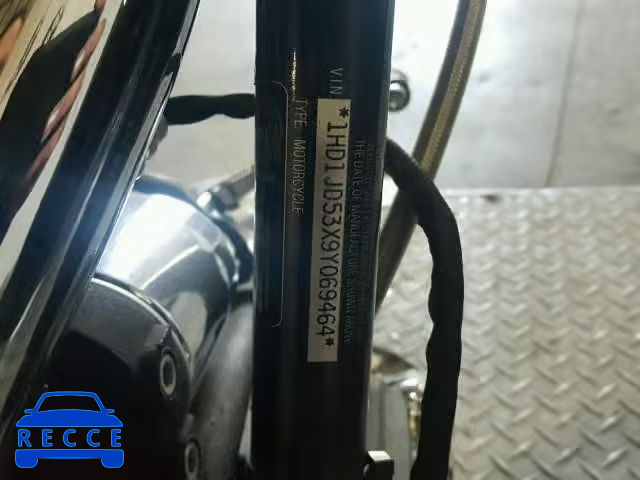 V.I.N.
*1HD1JD53X9Y069464*
TYPE MOTORCYCLE
THE DATE OF MANUFACTURE SHOWN ABOVE
RECCE